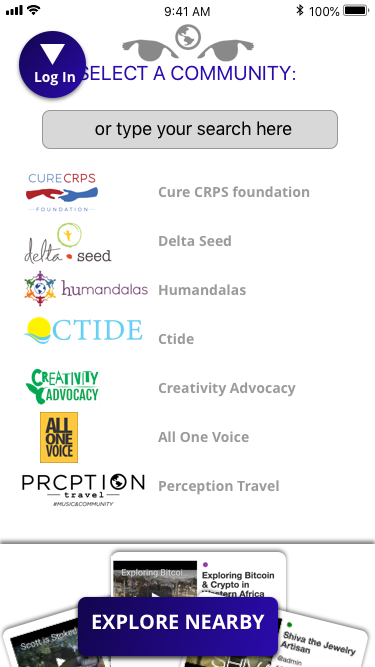 9:41 AM
100%
Log In
SELECT A COMMUNITY:
or type your search here
CURECRPS
FOUNDATION
Cure CRPS foundation
delta seed
Delta Seed
humandalas
Humandalas
CTIDE
Ctide
CREATIVITY
ADVOCACY
Creativity Advocacy
ALL
ONE
VOICE
All One Voice
PRCPTION
travel
#MUSIC&COMMUNITY
Perception Travel
Exploring Bitcoi
Exploring Bitcoin
& Crypto in
Western Africa
Scott is Stoked
EXPLORE NEARBY
Shiva the Jewelry
Artisan
@admin